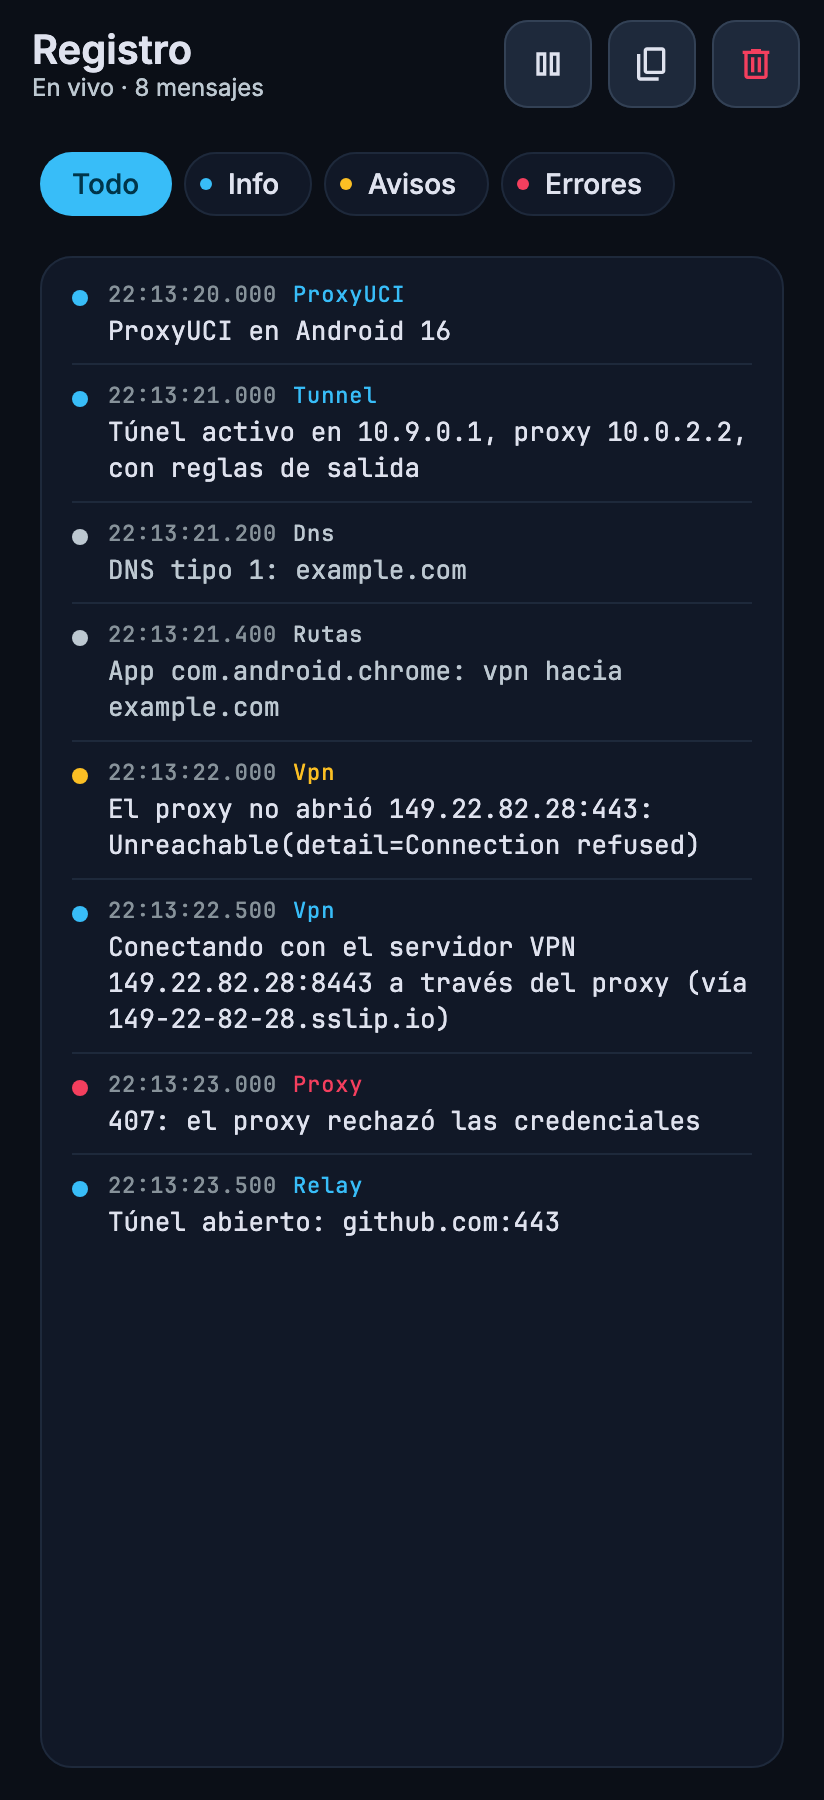 Registro
En vivo · 8 mensajes
Todo
Info
Avisos
Errores
22:13:20.000 ProxyUCI
ProxyUCI en Android 16
22:13:21.000 Tunnel
Túnel activo en 10.9.0.1, proxy 10.0.2.2,
con reglas de salida
22:13:21.200 Dns
DNS tipo 1: example.com
22:13:21.400 Rutas
App com.android.chrome: vpn hacia
example.com
22:13:22.000 Vpn
El proxy no abrió 149.22.82.28:443:
Unreachable(detail=Connection refused)
22:13:22.500 Vpn
Conectando con el servidor VPN
149.22.82.28:8443 a través del proxy (vía
149-22-82-28.sslip.io)
22:13:23.000 Proxy
407: el proxy rechazó las credenciales
22:13:23.500 Relay
Túnel abierto: github.com:443